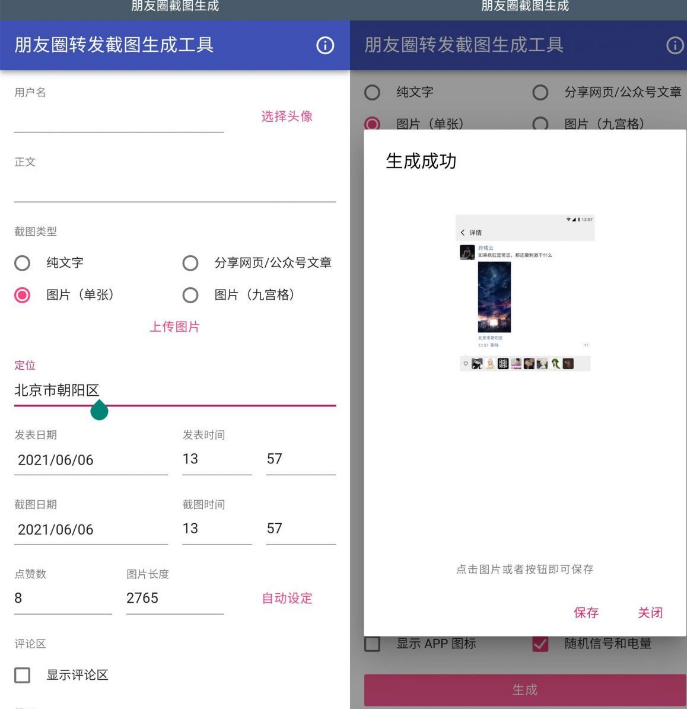 朋友圈截图生成
朋友圈转发截图生成工具
用户名
选择头像
正文
截图类型
纯文字
分享网页/公众号文章
图片（单张）
图片（九宫格）
上传图片
定位
北京市朝阳区
发表日期
发表时间
2021/06/06
13
57
截图日期
截图时间
2021/06/06
13
57
点赞数
图片长度
8
2765
自动设定
评论区
显示评论区
朋友圈截图生成
朋友圈转发截图生成工具
纯文字
分享网页/公众号文章
图片（单张）
图片（九宫格）
生成成功
详情
点击图片或者按钮即可保存
保存
关闭
显示 APP 图标
随机信号和电量
生成